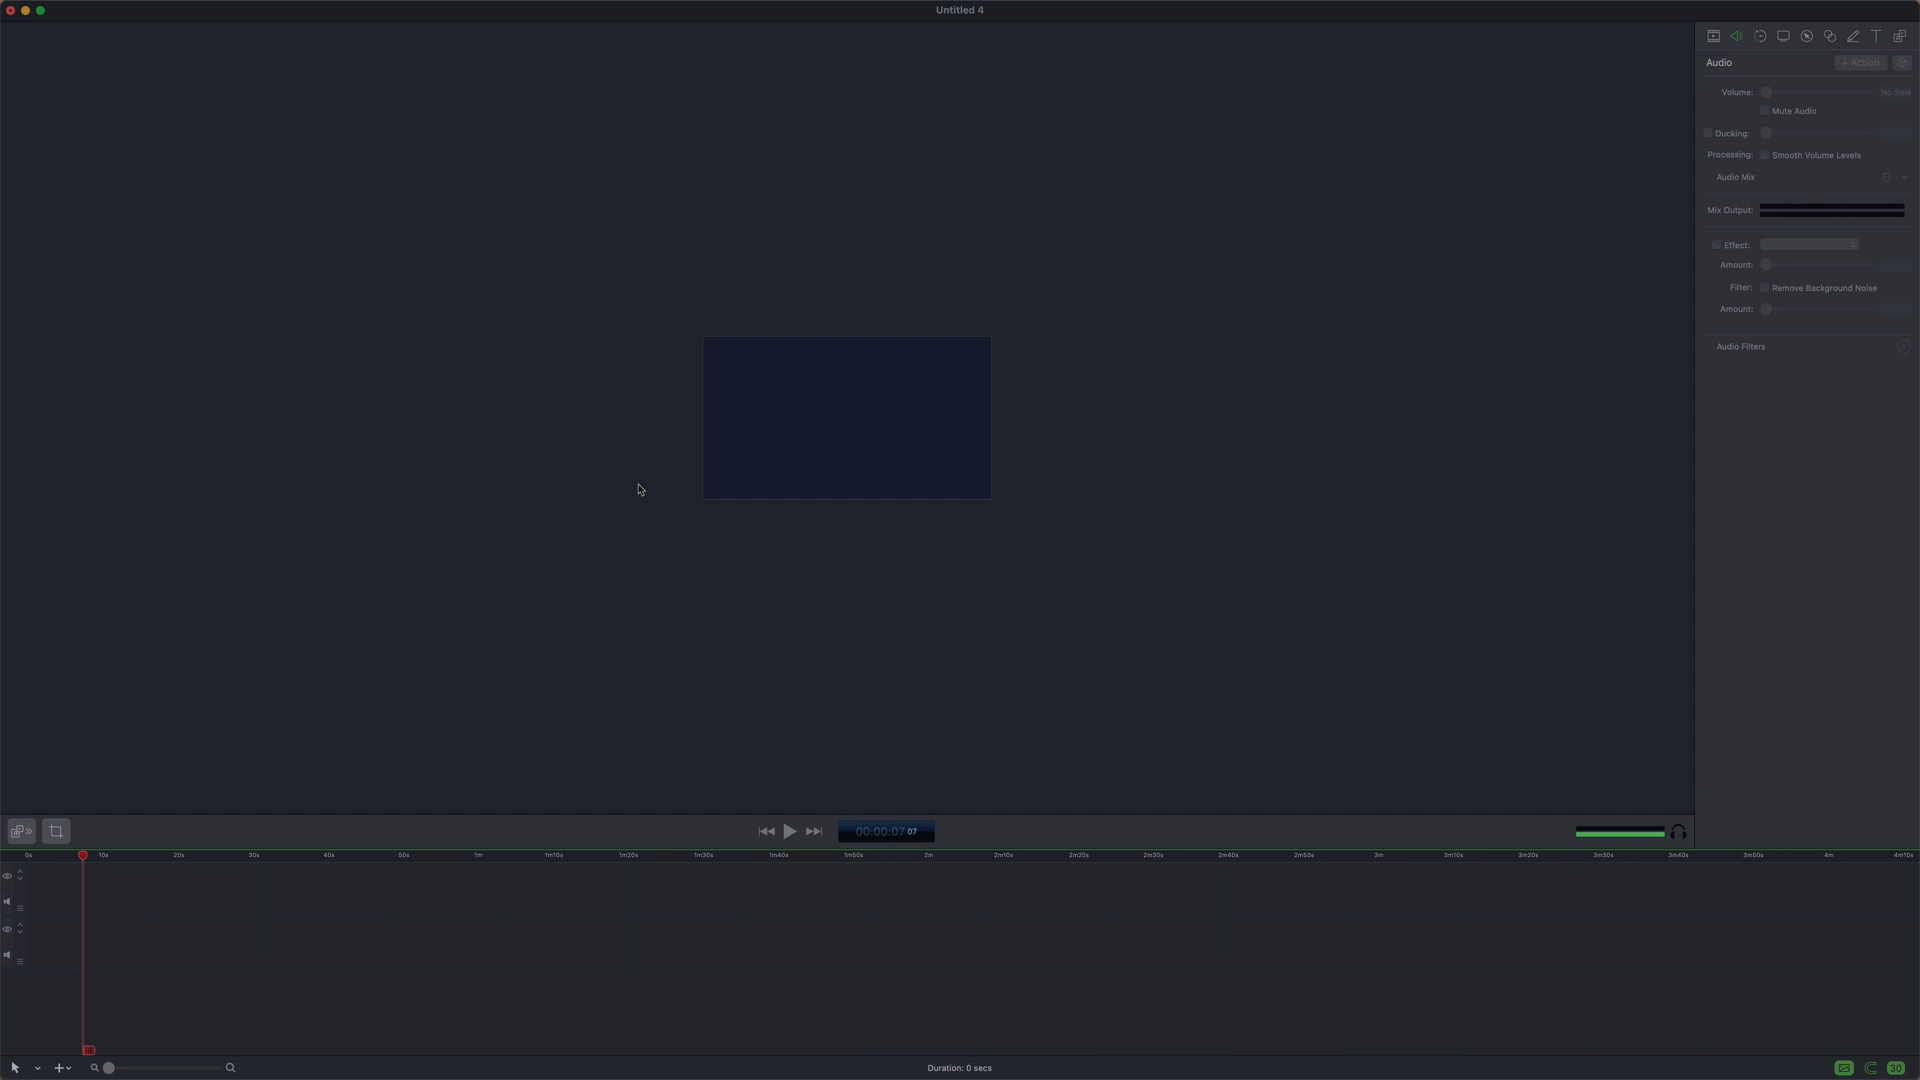 Untitled 4
Audio
+ Action
Volume:
No Sele
Mute Audio
Ducking:
Processing:
Smooth Volume Levels
Audio Mix
Mix Output:
Effect:
Amount:
Filter:
Remove Background Noise
Amount:
Audio Filters
00:00:07 07
0s 10s 20s 30s 40s 50s 1m 1m10s 1m20s 1m30s 1m40s 1m50s 2m 2m10s 2m20s 2m30s 2m40s 2m50s 3m 3m10s 3m20s 3m30s 3m40s 3m50s 4m 4m10s
Duration: 0 secs
30